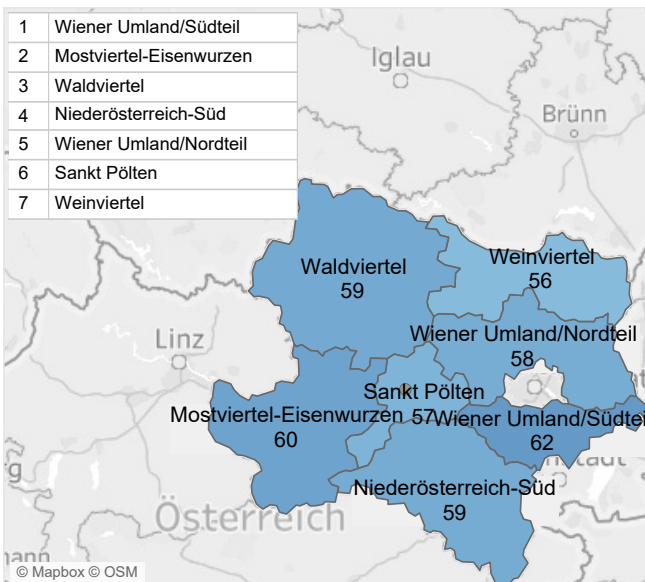 1 Wiener Umland/Südteil
2 Mostviertel-Eisenwurzen
3 Waldviertel
4 Niederösterreich-Süd
5 Wiener Umland/Nordteil
6 Sankt Pölten
7 Weinviertel
Iglau
Brünn
Waldviertel
59
Weinviertel
56
Linz
Wiener Umland/Nordteil
58
Sankt Pölten
57
Mostviertel-Eisenwurzen
60
Wiener Umland/Südtei
62
Niederösterreich-Süd
59
Österreich
© Mapbox © OSM